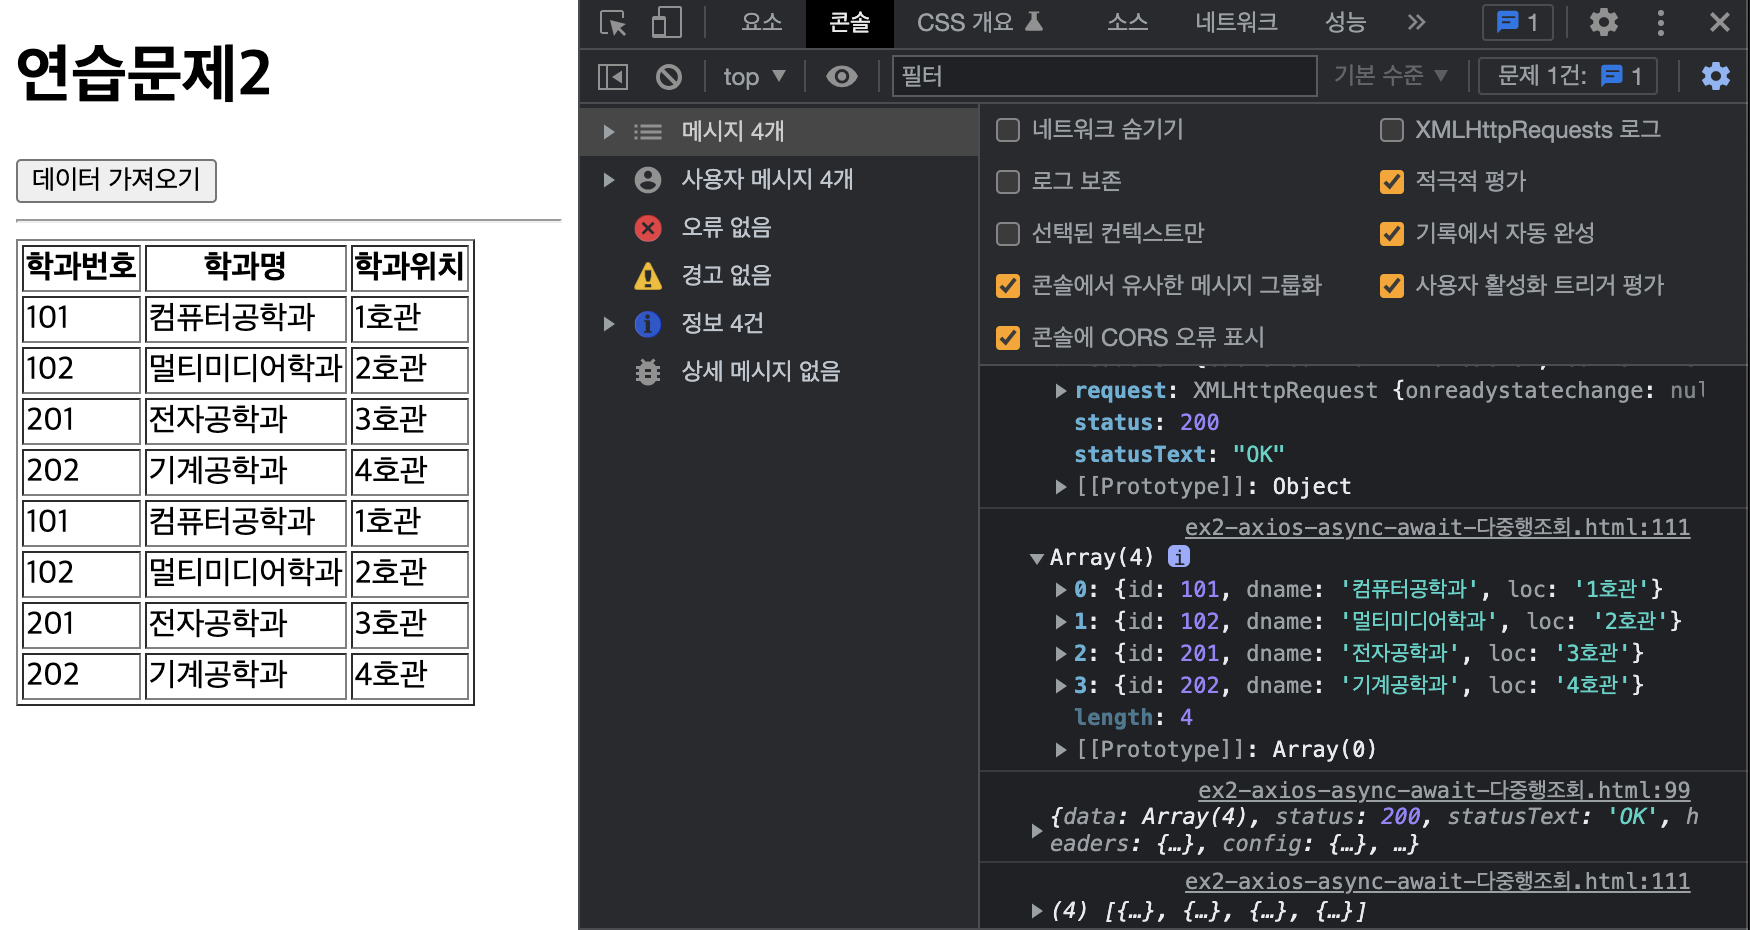 연습문제2
데이터 가져오기
학과번호 학과명 학과위치
101 컴퓨터공학과 1호관
102 멀티미디어학과 2호관
201 전자공학과 3호관
202 기계공학과 4호관
101 컴퓨터공학과 1호관
102 멀티미디어학과 2호관
201 전자공학과 3호관
202 기계공학과 4호관
요소 콘솔 CSS 개요 소스 네트워크 성능 1
top 필터 기본 수준 문제 1건: 1
메시지 4개
사용자 메시지 4개
오류 없음
경고 없음
정보 4건
상세 메시지 없음
네트워크 숨기기 XMLHttpRequests 로그
로그 보존 적극적 평가
선택된 컨텍스트만 기록에서 자동 완성
콘솔에서 유사한 메시지 그룹화 사용자 활성화 트리거 평가
콘솔에 CORS 오류 표시
request: XMLHttpRequest {onreadystatechange: nul
status: 200
statusText: "OK"
[[Prototype]]: Object
ex2-axios-async-await-다중행조회.html:111
Array(4) i
0: {id: 101, dname: '컴퓨터공학과', loc: '1호관'}
1: {id: 102, dname: '멀티미디어학과', loc: '2호관'}
2: {id: 201, dname: '전자공학과', loc: '3호관'}
3: {id: 202, dname: '기계공학과', loc: '4호관'}
length: 4
[[Prototype]]: Array(0)
ex2-axios-async-await-다중행조회.html:99
{data: Array(4), status: 200, statusText: 'OK', h
eaders: {…}, config: {…}, …}
ex2-axios-async-await-다중행조회.html:111
(4) [{…}, {…}, {…}, {…}]